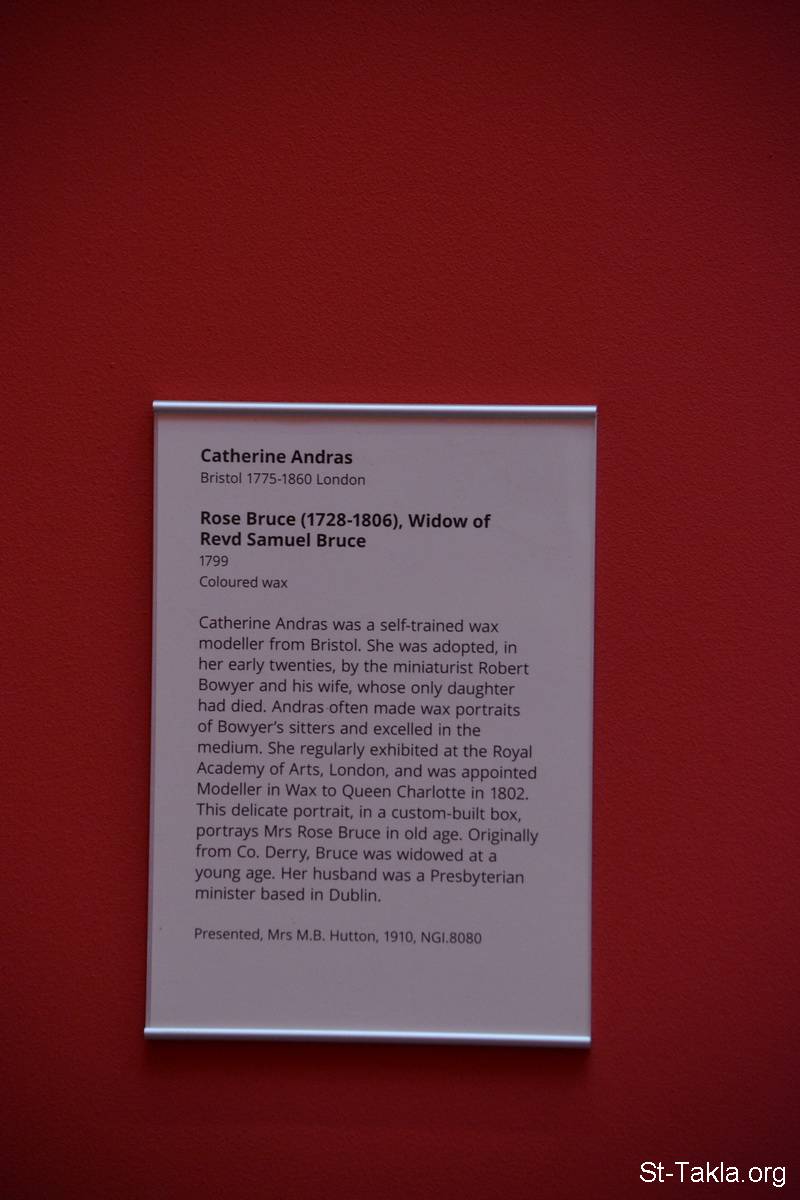 Catherine Andras
Bristol 1775-1860 London
Rose Bruce (1728-1806), Widow of
Revd Samuel Bruce
1799
Coloured wax
Catherine Andras was a self-trained wax
modeller from Bristol. She was adopted, in
her early twenties, by the miniaturist Robert
Bowyer and his wife, whose only daughter
had died. Andras often made wax portraits
of Bowyer's sitters and excelled in the
medium. She regularly exhibited at the Royal
Academy of Arts, London, and was appointed
Modeller in Wax to Queen Charlotte in 1802.
This delicate portrait, in a custom-built box,
portrays Mrs Rose Bruce in old age. Originally
from Co. Derry, Bruce was widowed at a
young age. Her husband was a Presbyterian
minister based in Dublin.
Presented, Mrs M.B. Hutton, 1910, NGI.8080
St-Takla.org